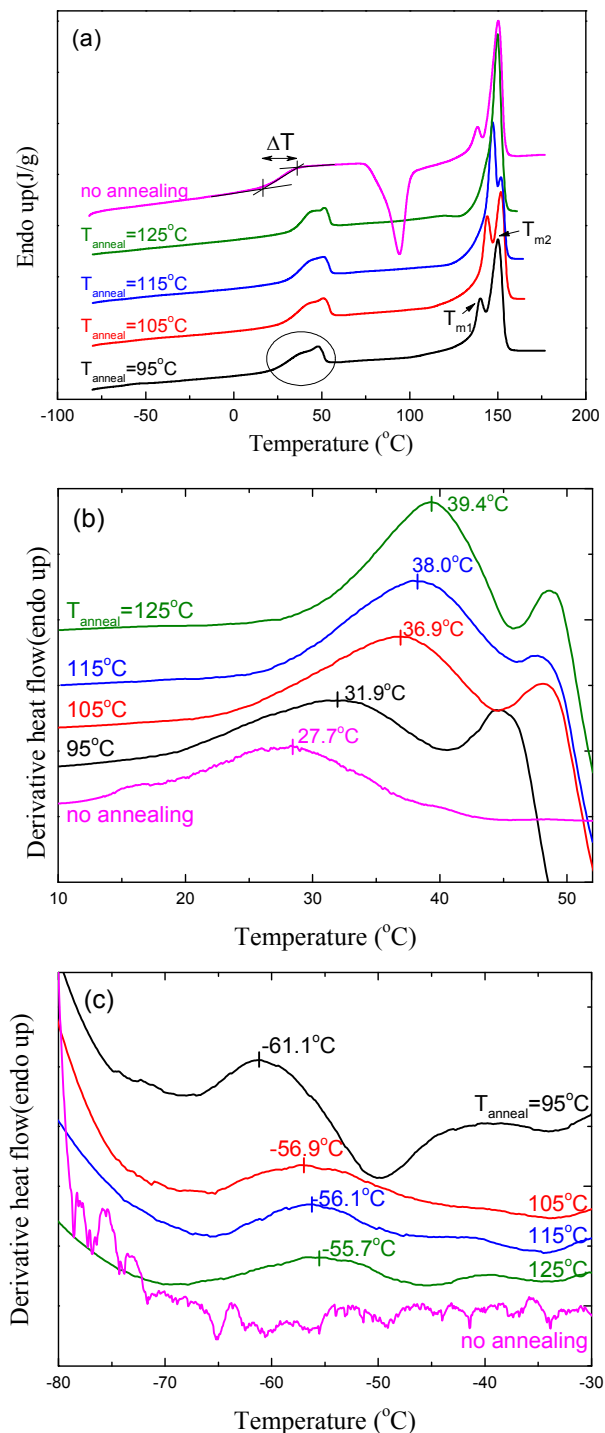 (a)
Endo up(J/g)
ΔT
no annealing
T_anneal=125°C
T_anneal=115°C
T_anneal=105°C
T_anneal=95°C
T_m2
T_m1
-100 -50 0 50 100 150 200
Temperature (°C)
(b)
Derivative heat flow(endo up)
39.4°C
T_anneal=125°C
38.0°C
115°C
36.9°C
105°C
31.9°C
95°C
27.7°C
no annealing
10 20 30 40 50
Temperature (°C)
(c)
Derivative heat flow(endo up)
-61.1°C
T_anneal=95°C
-56.9°C
105°C
-56.1°C
115°C
-55.7°C
125°C
no annealing
-80 -70 -60 -50 -40 -30
Temperature (°C)